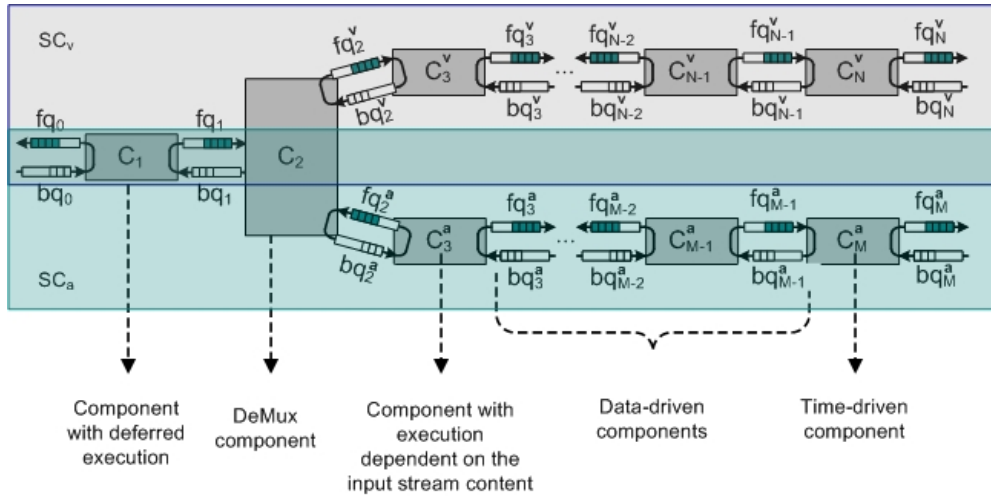 SCv
fq2v
C3v
fq3v
bq2v
bq3v
...
fqN-2v
bqN-2v
CN-1v
fqN-1v
bqN-1v
CNv
fqNv
bqNv
fq0
bq0
C1
fq1
bq1
C2
fq2a
bq2a
C3a
fq3a
bq3a
...
fqM-2a
bqM-2a
CM-1a
fqM-1a
bqM-1a
CMa
fqMa
bqMa
SCa
Component
with deferred
execution
DeMux
component
Component with
execution
dependent on the
input stream content
Data-driven
components
Time-driven
component